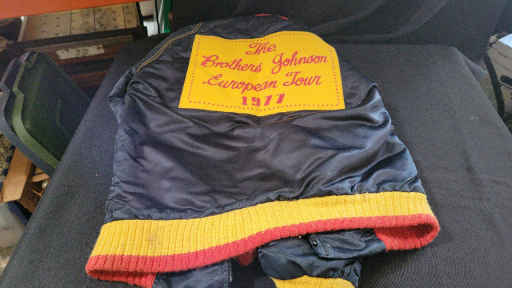 The
Brothers Johnson
European Tour
1977